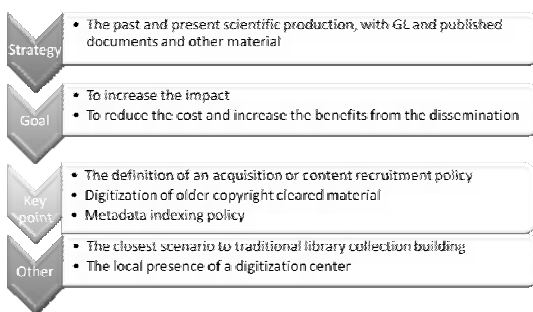 Strategy
• The past and present scientific production, with GL and published
documents and other material
Goal
• To increase the impact
• To reduce the cost and increase the benefits from the dissemination
Key
point
• The definition of an acquisition or content recruitment policy
• Digitization of older copyright cleared material
• Metadata indexing policy
Other
• The closest scenario to traditional library collection building
• The local presence of a digitization center